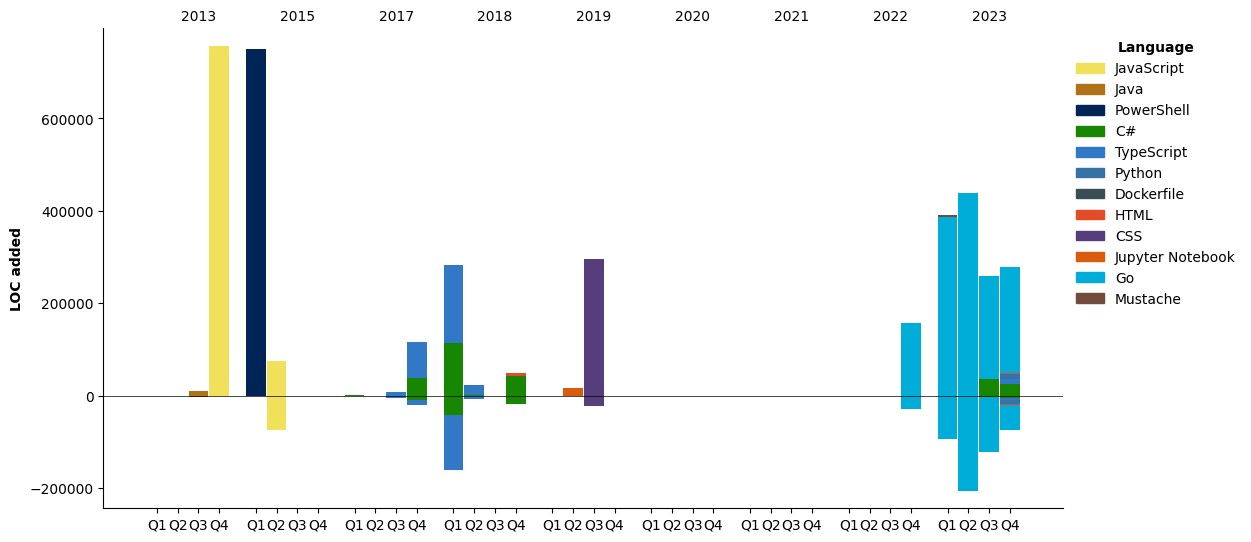 2013 2015 2017 2018 2019 2020 2021 2022 2023
Language
JavaScript
Java
PowerShell
C#
TypeScript
Python
Dockerfile
HTML
CSS
Jupyter Notebook
Go
Mustache
LOC added
600000
400000
200000
0
−200000
Q1 Q2 Q3 Q4 Q1 Q2 Q3 Q4 Q1 Q2 Q3 Q4 Q1 Q2 Q3 Q4 Q1 Q2 Q3 Q4 Q1 Q2 Q3 Q4 Q1 Q2 Q3 Q4 Q1 Q2 Q3 Q4 Q1 Q2 Q3 Q4